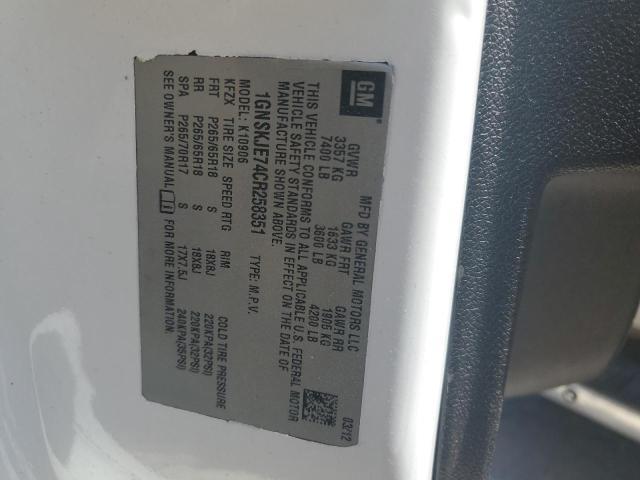 GM
MFD BY GENERAL MOTORS LLC 03/12
GVWR GAWR FRT GAWR RR
3357 KG 1633 KG 1906 KG
7400 LB 3600 LB 4200 LB
THIS VEHICLE CONFORMS TO ALL APPLICABLE U.S. FEDERAL MOTOR
VEHICLE SAFETY STANDARDS IN EFFECT ON THE DATE OF
MANUFACTURE SHOWN ABOVE.
1GNSKJE74CR258351 TYPE: M.P.V.
MODEL: K10906
KFZX TIRE SIZE SPEED RTG RIM COLD TIRE PRESSURE
FRT P265/65R18 S 18X8J 220KPA(32PSI)
RR P265/65R18 S 18X8J 220KPA(32PSI)
SPA P265/70R17 S 17X7.5J 240KPA(35PSI)
SEE OWNER'S MANUAL FOR MORE INFORMATION.